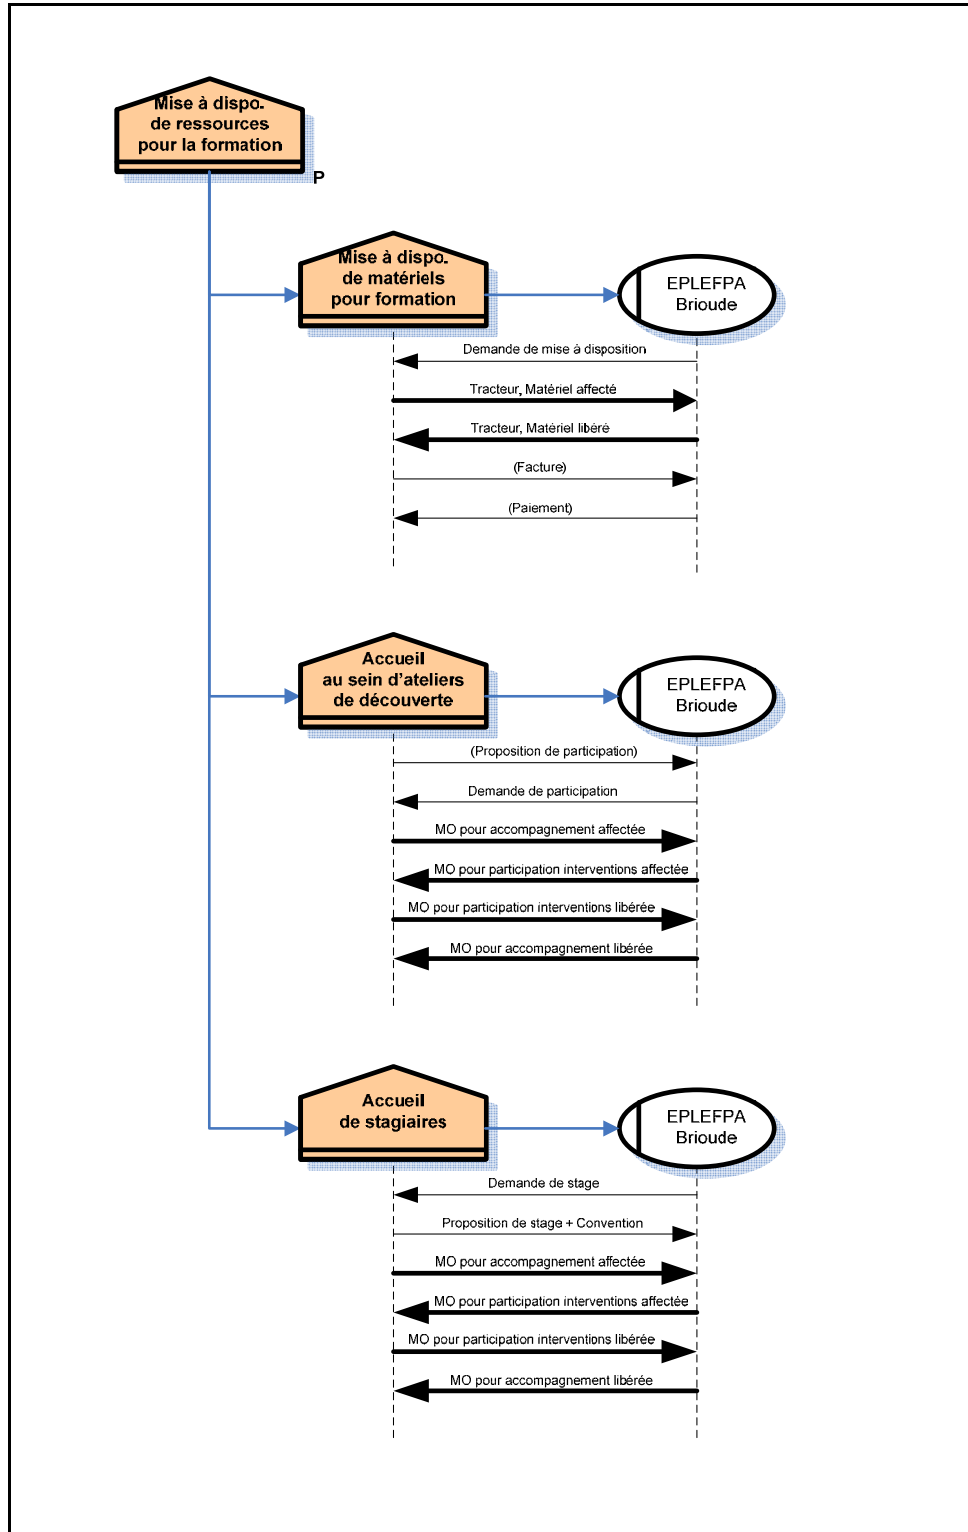 Mise à dispo.
de ressources
pour la formation
P
Mise à dispo.
de matériels
pour formation
EPLEFPA
Brioude
Demande de mise à disposition
Tracteur, Matériel affecté
Tracteur, Matériel libéré
(Facture)
(Paiement)
Accueil
au sein d'ateliers
de découverte
EPLEFPA
Brioude
(Proposition de participation)
Demande de participation
MO pour accompagnement affectée
MO pour participation interventions affectée
MO pour participation interventions libérée
MO pour accompagnement libérée
Accueil
de stagiaires
EPLEFPA
Brioude
Demande de stage
Proposition de stage + Convention
MO pour accompagnement affectée
MO pour participation interventions affectée
MO pour participation interventions libérée
MO pour accompagnement libérée